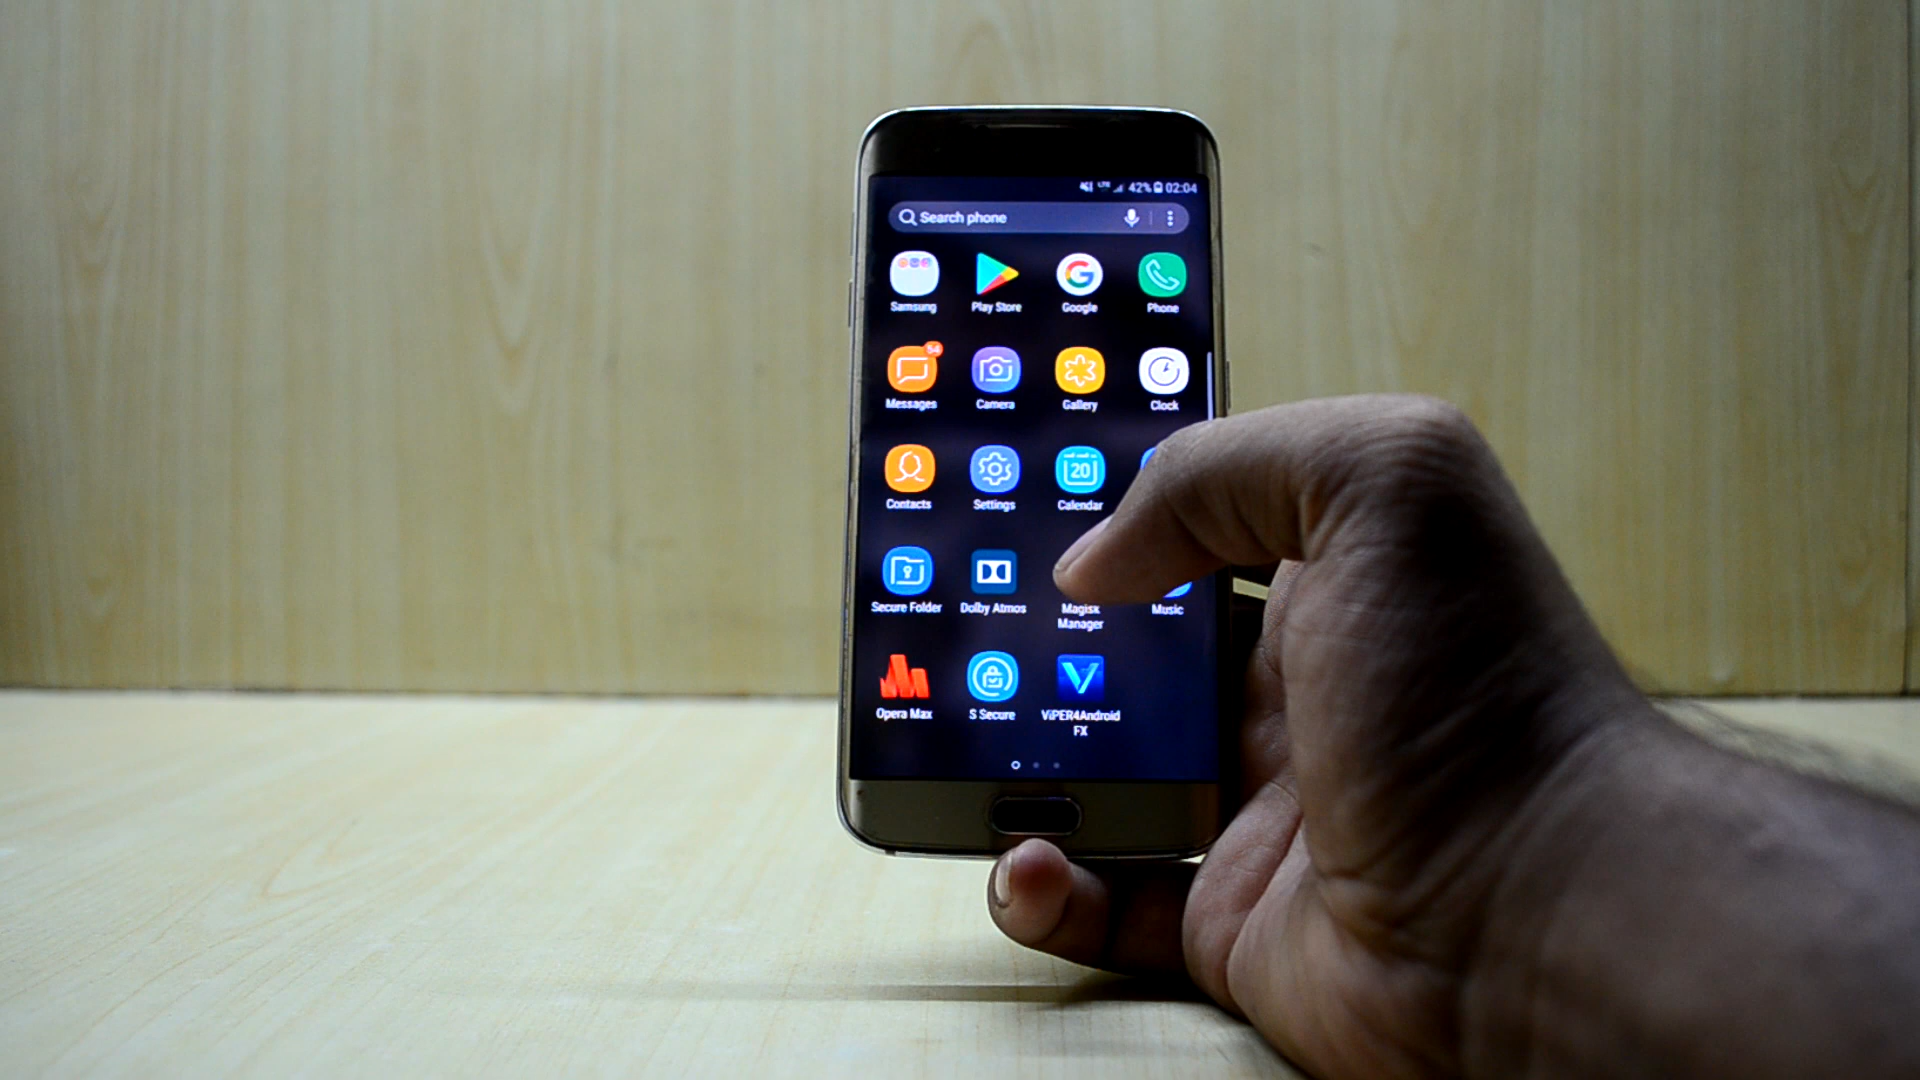 LTE 42% 02:04
Search phone
Samsung Play Store Google Phone
54
Messages Camera Gallery Clock
20
Contacts Settings Calendar
Secure Folder Dolby Atmos Magisk Manager Music
Opera Max S Secure ViPER4Android FX